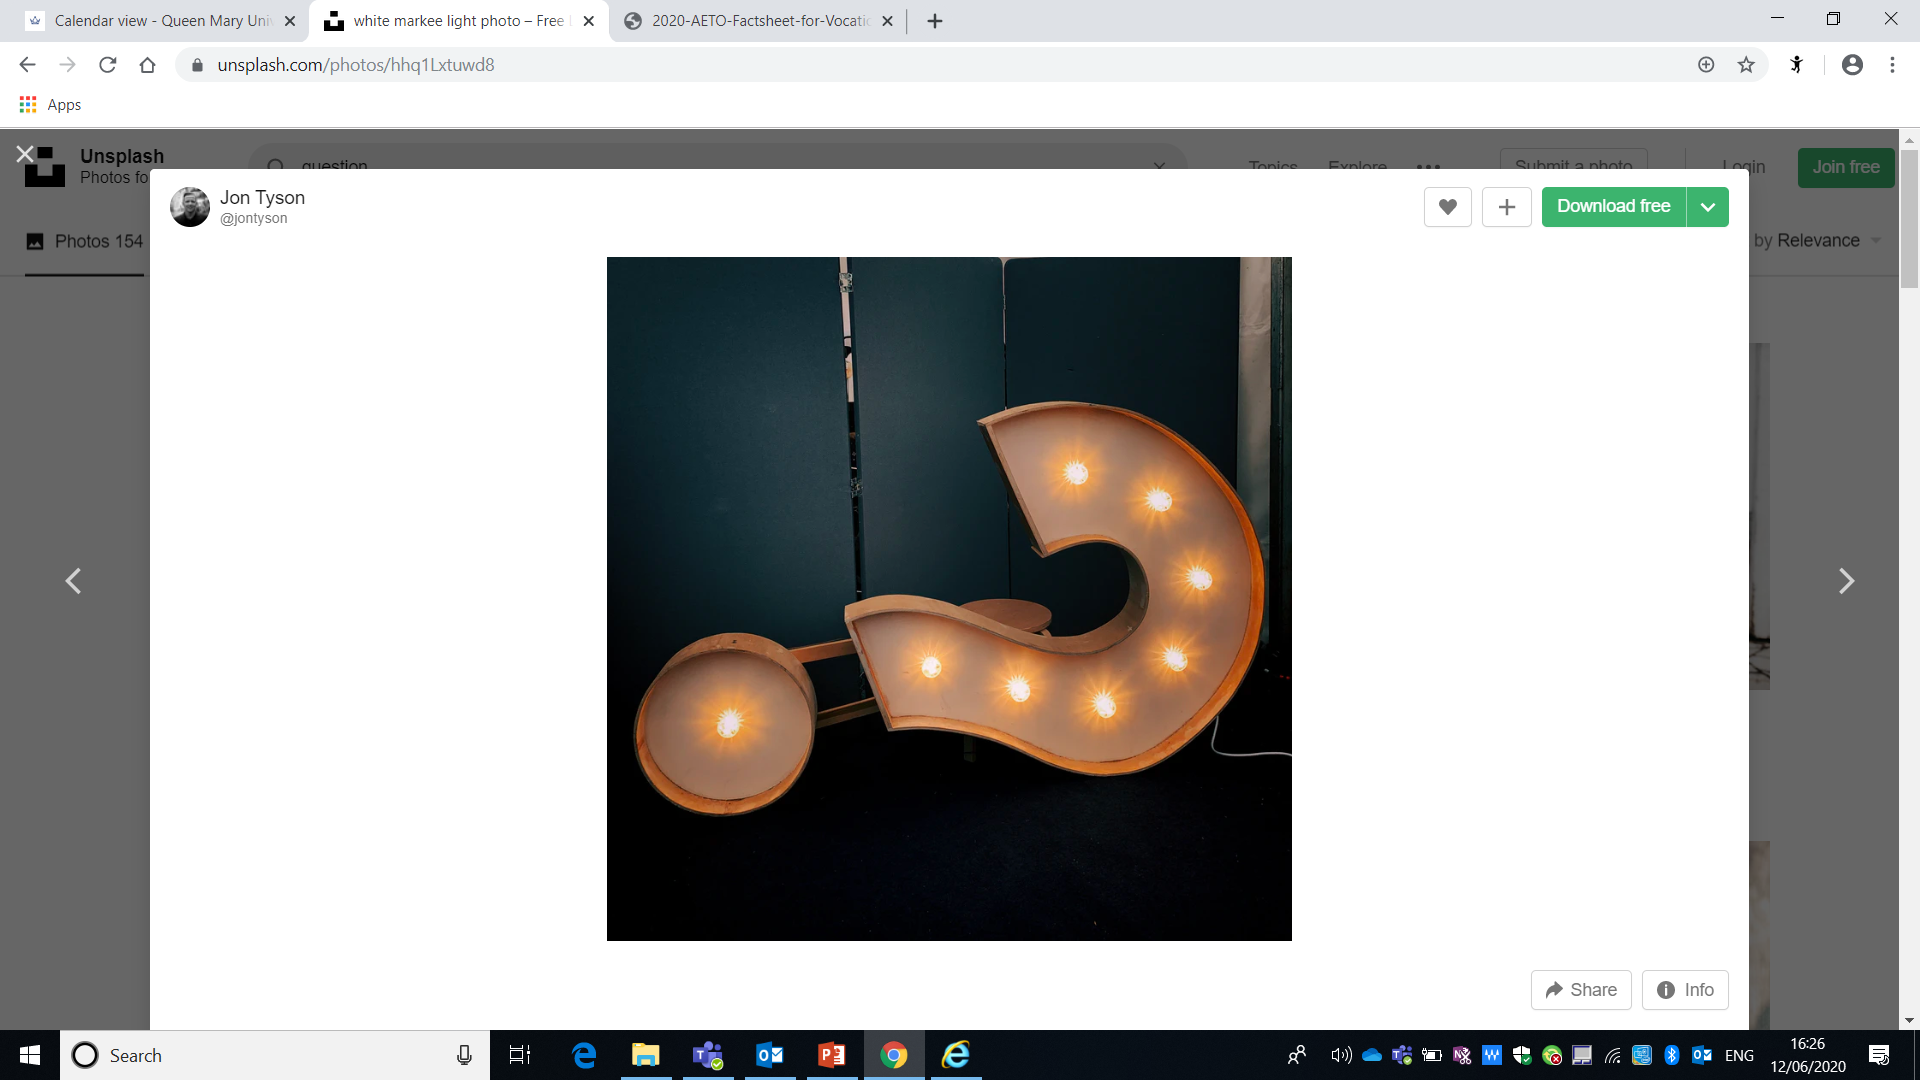 Calendar view - Queen Mary Uni
white markee light photo – Free
2020-AETO-Factsheet-for-Vocatio
unsplash.com/photos/hhq1Lxtuwd8
Apps
Unsplash
Photos fo
question
Topics
Explore
Submit a photo
Login
Join free
Jon Tyson
@jontyson
Download free
Photos 154
by Relevance
Share
Info
Search
ENG
16:26
12/06/2020